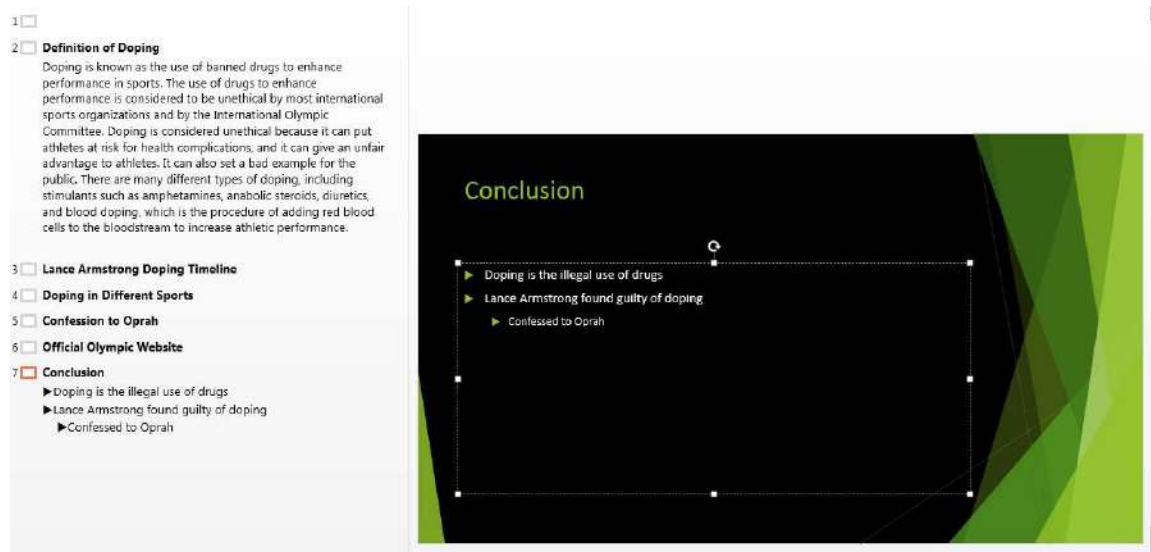 1
2 Definition of Doping
Doping is known as the use of banned drugs to enhance
performance in sports. The use of drugs to enhance
performance is considered to be unethical by most international
sports organizations and by the International Olympic
Committee. Doping is considered unethical because it can put
athletes at risk for health complications, and it can give an unfair
advantage to athletes. It can also set a bad example for the
public. There are many different types of doping, including
stimulants such as amphetamines, anabolic steroids, diuretics,
and blood doping, which is the procedure of adding red blood
cells to the bloodstream to increase athletic performance.
3 Lance Armstrong Doping Timeline
4 Doping in Different Sports
5 Confession to Oprah
6 Official Olympic Website
7 Conclusion
▶Doping is the illegal use of drugs
▶Lance Armstrong found guilty of doping
▶Confessed to Oprah
Conclusion
▶ Doping is the illegal use of drugs
▶ Lance Armstrong found guilty of doping
▶ Confessed to Oprah